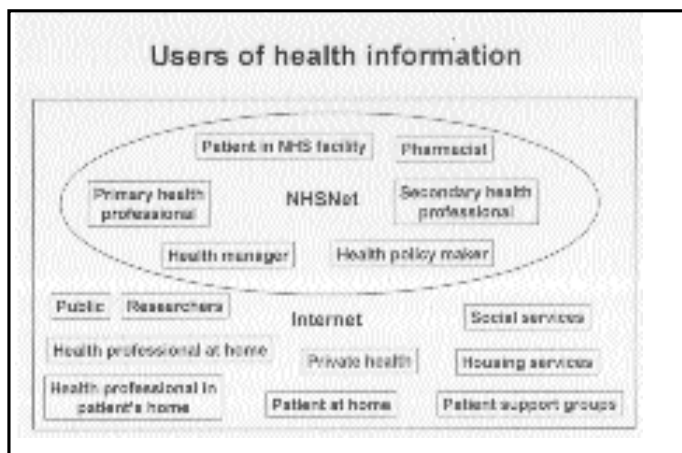 Users of health information
Patient in NHS facility
Pharmacist
Primary health
professional
NHSNet
Secondary health
professional
Health manager
Health policy maker
Public
Researchers
Internet
Social services
Health professional at home
Private health
Housing services
Health professional in
patient's home
Patient at home
Patient support groups